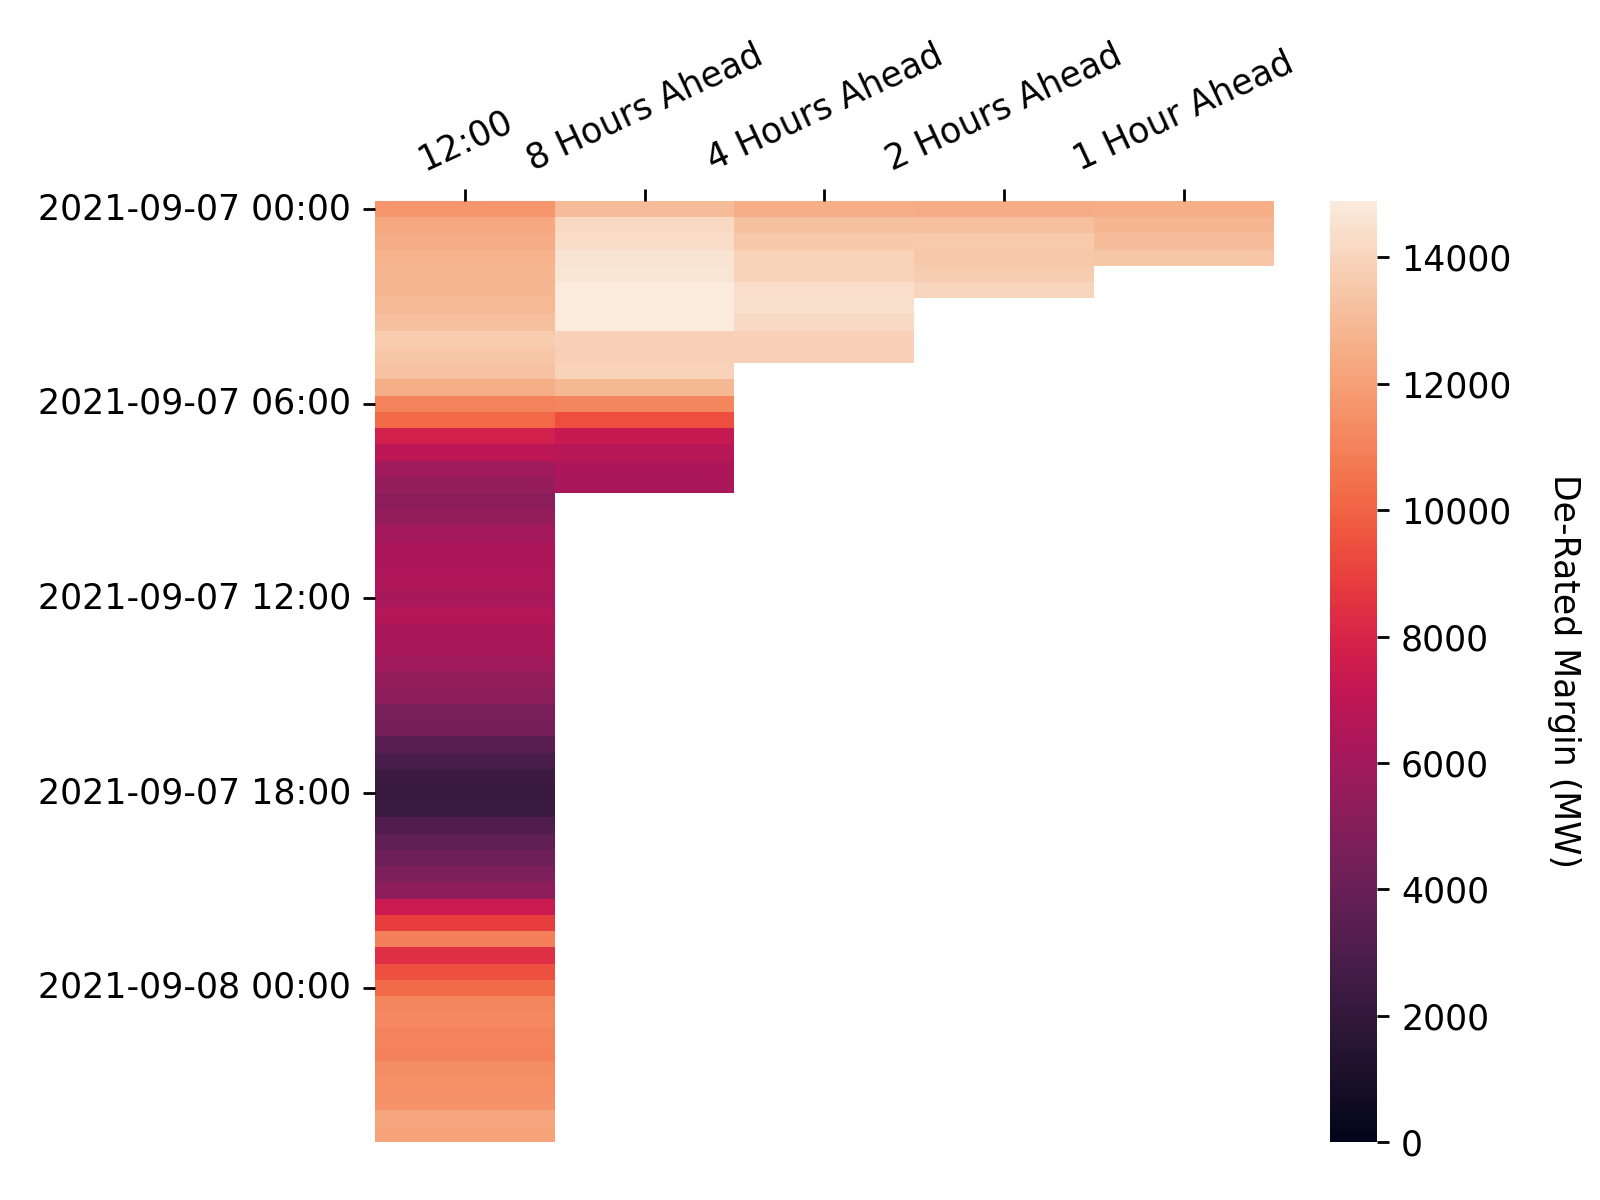 12:00
8 Hours Ahead
4 Hours Ahead
2 Hours Ahead
1 Hour Ahead
2021-09-07 00:00
2021-09-07 06:00
2021-09-07 12:00
2021-09-07 18:00
2021-09-08 00:00
14000
12000
10000
8000
6000
4000
2000
0
De-Rated Margin (MW)